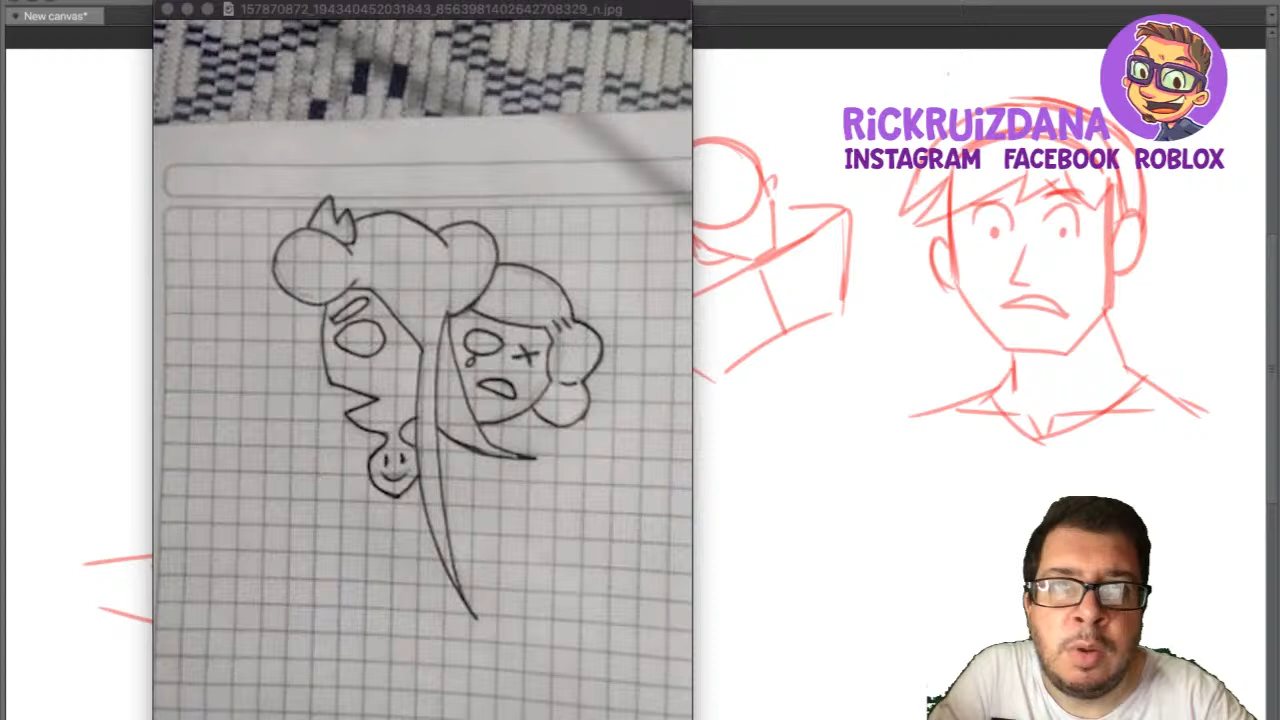 New canvas*
157870872_194340452031843_8563981402642708329_n.jpg
RiCKRUiZDANA
INSTAGRAM FACEBOOK ROBLOX